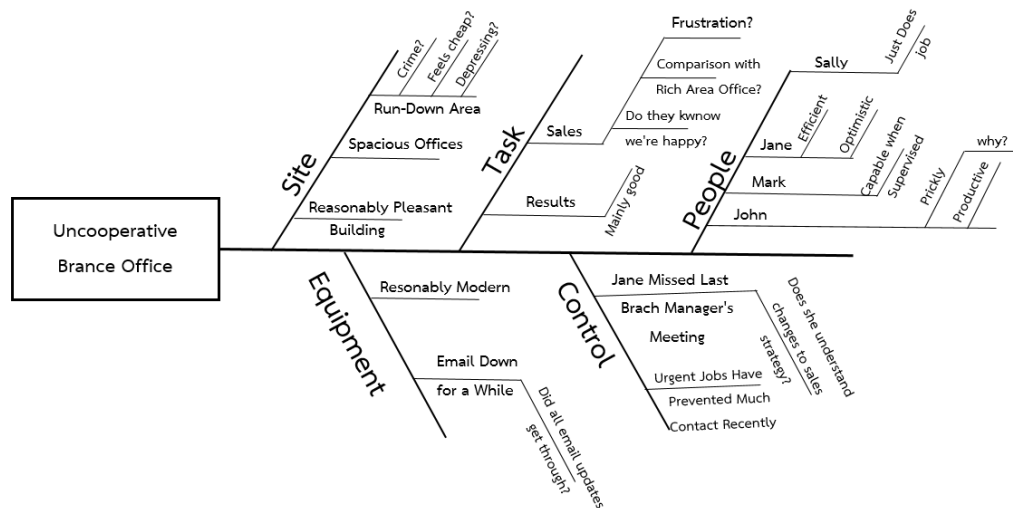 Uncooperative
Brance Office
Site
Crime?
Feels cheap?
Depressing?
Run-Down Area
Spacious Offices
Reasonably Pleasant
Building
Task
Frustration?
Comparison with
Rich Area Office?
Do they kwnow
we're happy?
Sales
Results
Mainly good
People
Sally
Just Does
job
Jane
Efficient
Optimistic
Mark
Capable when
Supervised
John
Prickly
why?
Productive
Equipment
Resonably Modern
Email Down
for a While
Did all email updates
get through?
Control
Jane Missed Last
Brach Manager's
Meeting
Does she understand
changes to sales
strategy?
Urgent Jobs Have
Prevented Much
Contact Recently